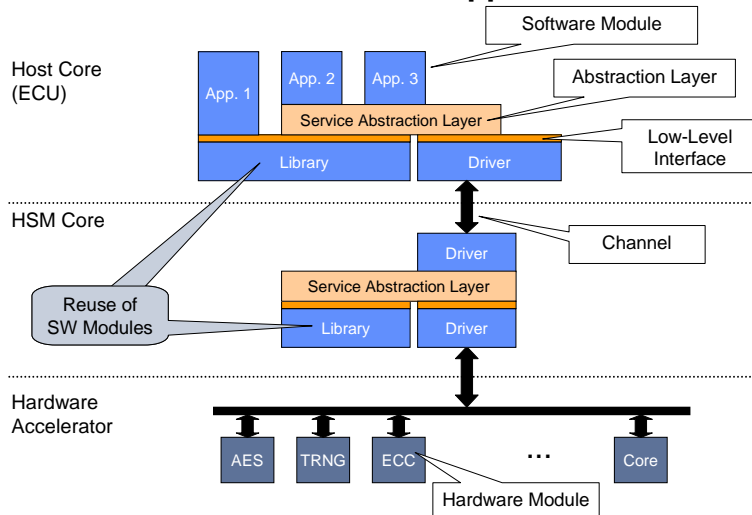 Software Module
Host Core
(ECU)
App. 1
App. 2
App. 3
Abstraction Layer
Service Abstraction Layer
Low-Level
Interface
Library
Driver
HSM Core
Channel
Driver
Service Abstraction Layer
Reuse of
SW Modules
Library
Driver
Hardware
Accelerator
AES
TRNG
ECC
...
Core
Hardware Module